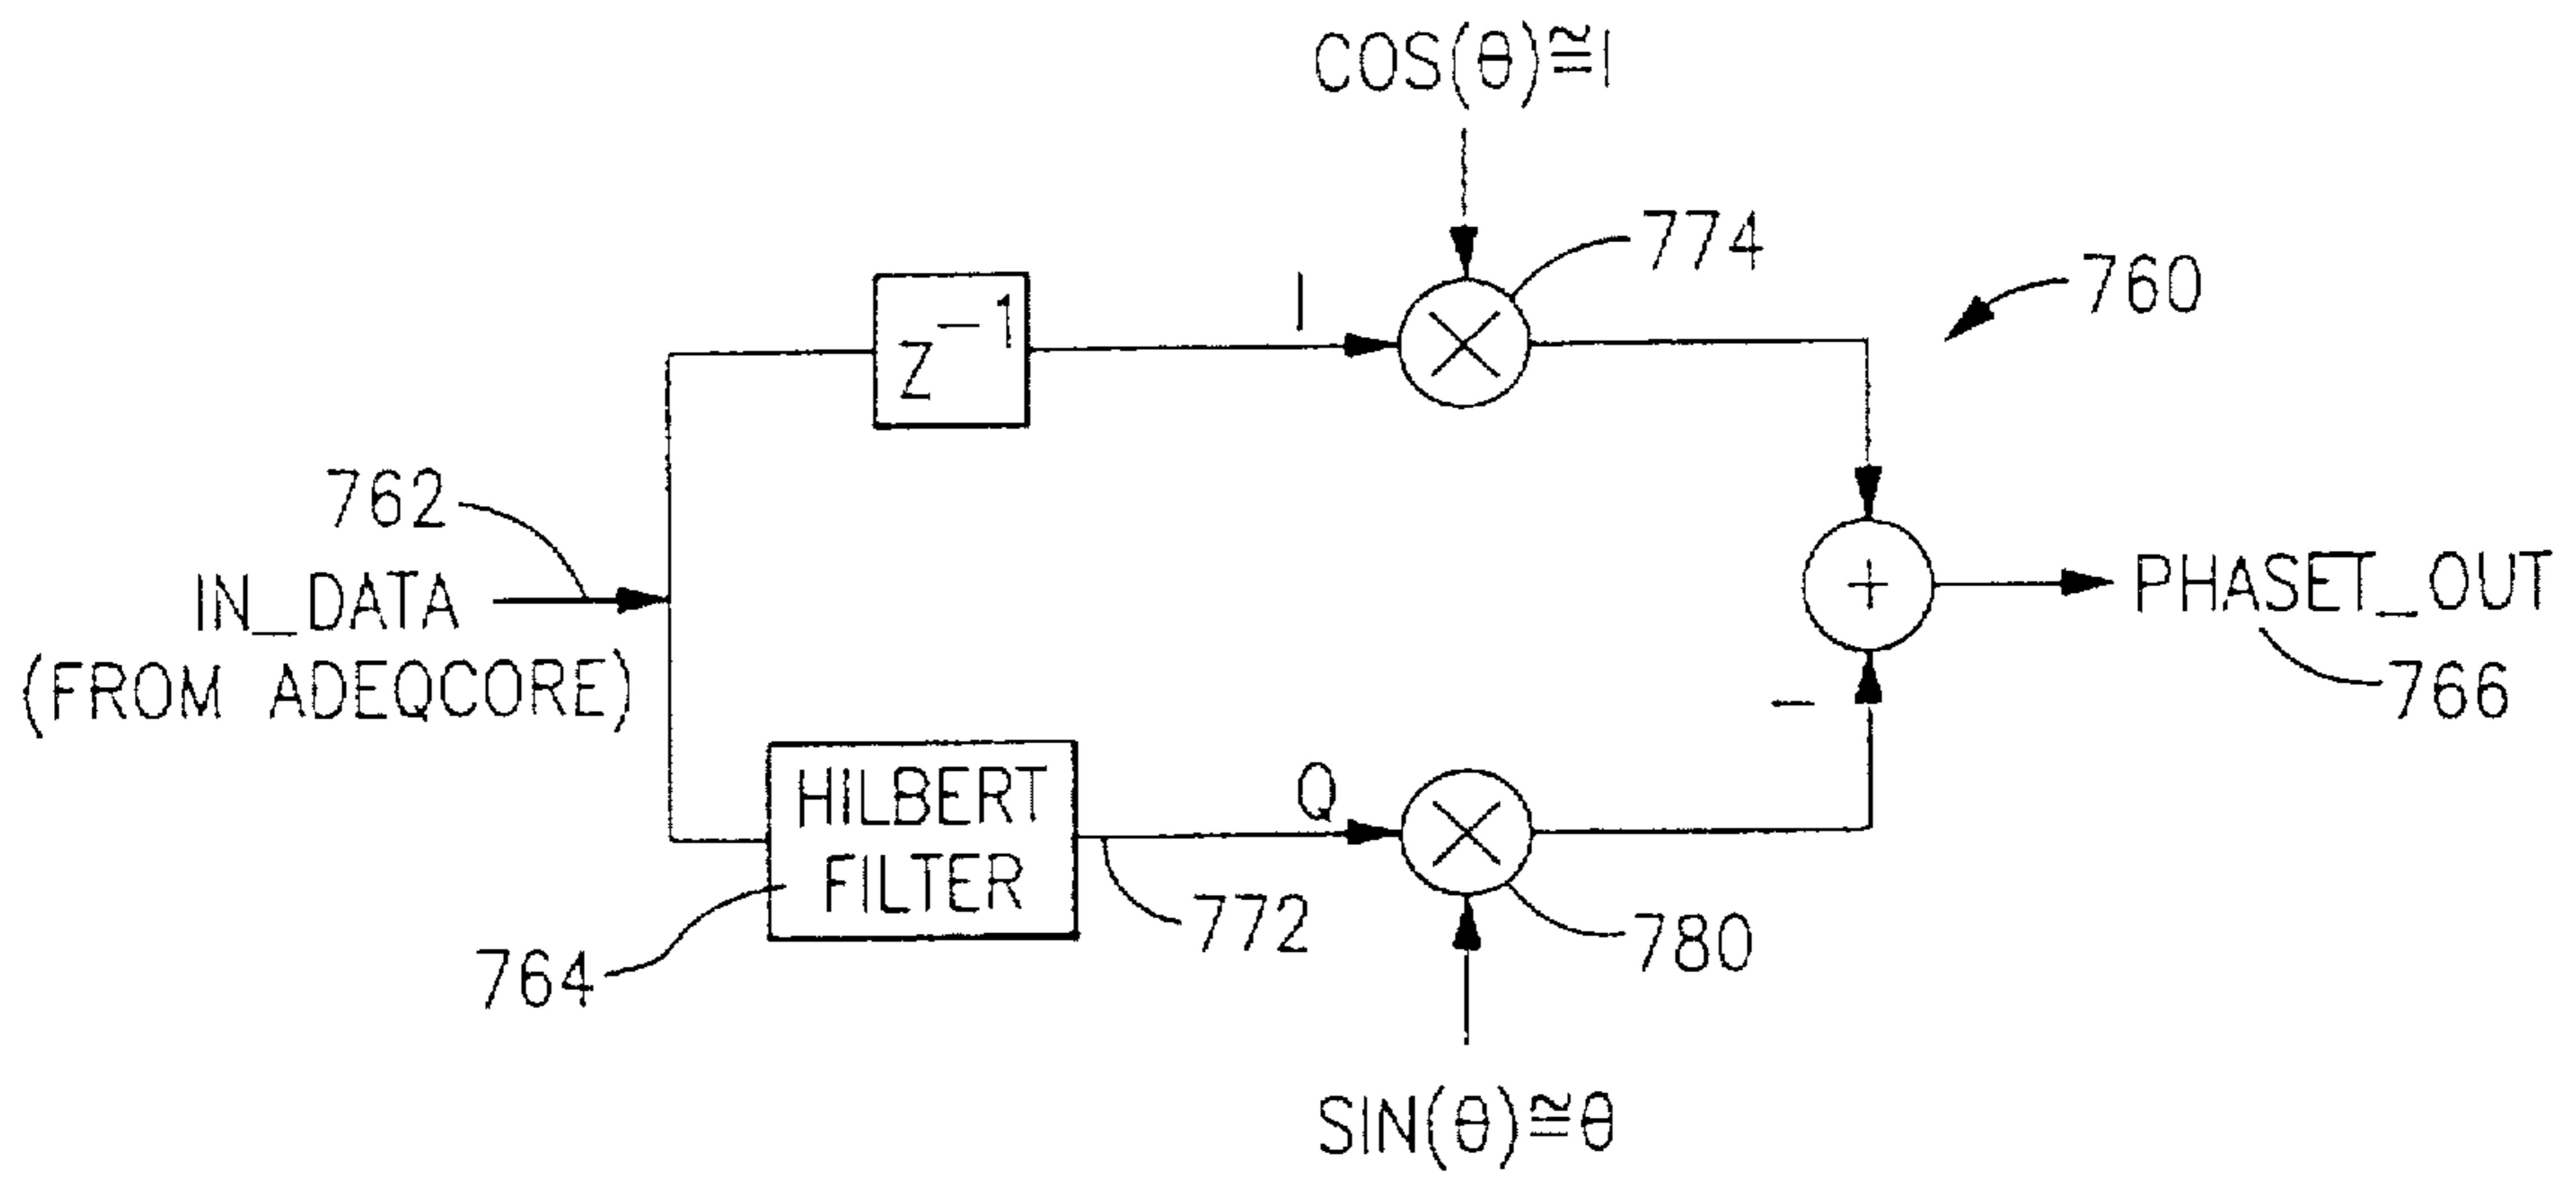 COS(θ)≅1
774
760
Z⁻¹
I
762
IN_DATA
(FROM ADEQCORE)
+
PHASET_OUT
766
-
HILBERT
FILTER
Q
764
772
780
SIN(θ)≅θ